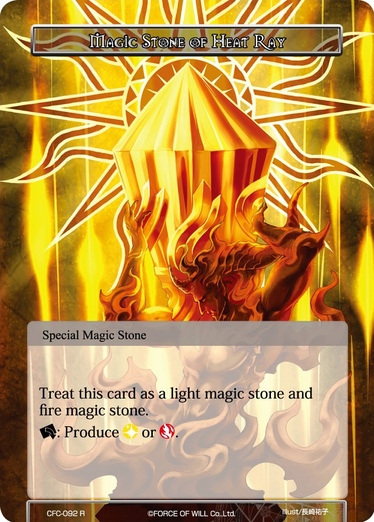 Magic Stone of Heat Ray
Special Magic Stone
Treat this card as a light magic stone and
fire magic stone.
: Produce or .
CFC-092 R
©FORCE OF WILL Co.,Ltd.
Illust/長崎祐子